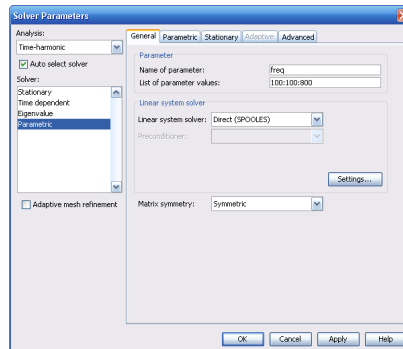 Solver Parameters
Analysis:
Time-harmonic
Auto select solver
Solver:
Stationary
Time dependent
Eigenvalue
Parametric
Adaptive mesh refinement
General Parametric Stationary Adaptive Advanced
Parameter
Name of parameter: freq
List of parameter values: 100:100:800
Linear system solver
Linear system solver: Direct (SPOOLES)
Preconditioner:
Settings...
Matrix symmetry: Symmetric
OK Cancel Apply Help